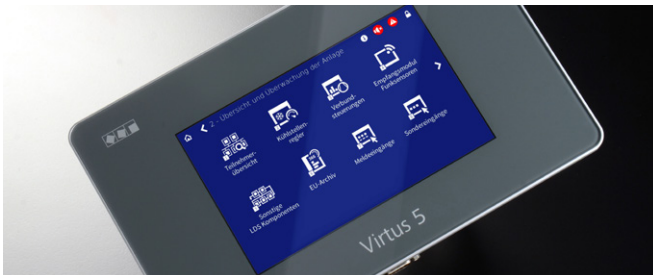 2 - Übersicht und Überwachung der Anlage
Teilnehmer-
übersicht
Kühlstellen-
regler
Verbund-
steuerungen
Empfangsmodul
Funksensoren
Sonstige
LDS Komponenten
EU-Archiv
Meldeeingänge
Sondereingänge
Virtus 5